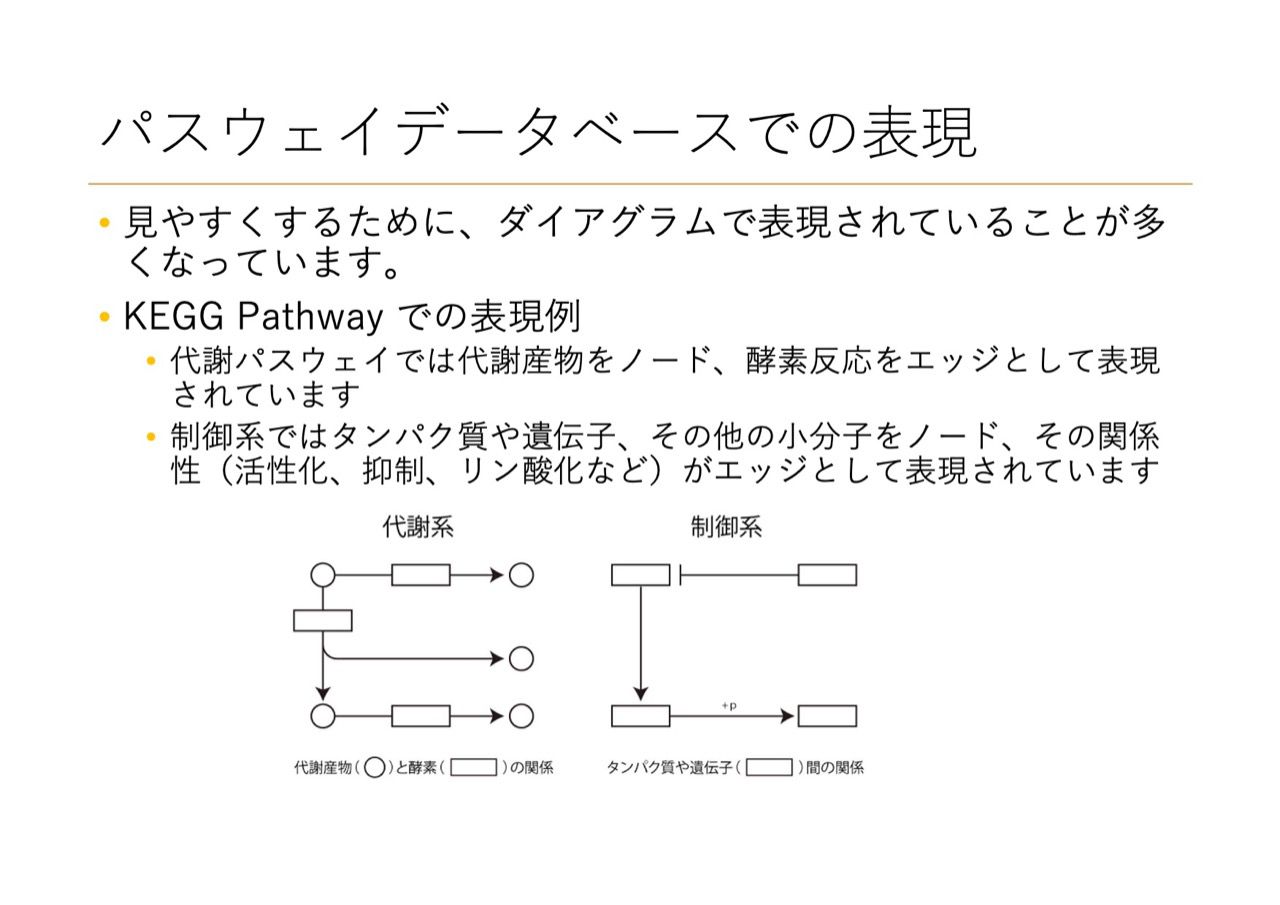 パスウェイデータベースでの表現
• 見やすくするために、ダイアグラムで表現されていることが多
くなっています。
• KEGG Pathway での表現例
• 代謝パスウェイでは代謝産物をノード、酵素反応をエッジとして表現
されています
• 制御系ではタンパク質や遺伝子、その他の小分子をノード、その関係
性（活性化、抑制、リン酸化など）がエッジとして表現されています
代謝系
制御系
+p
代謝産物(○)と酵素( )の関係
タンパク質や遺伝子( )間の関係